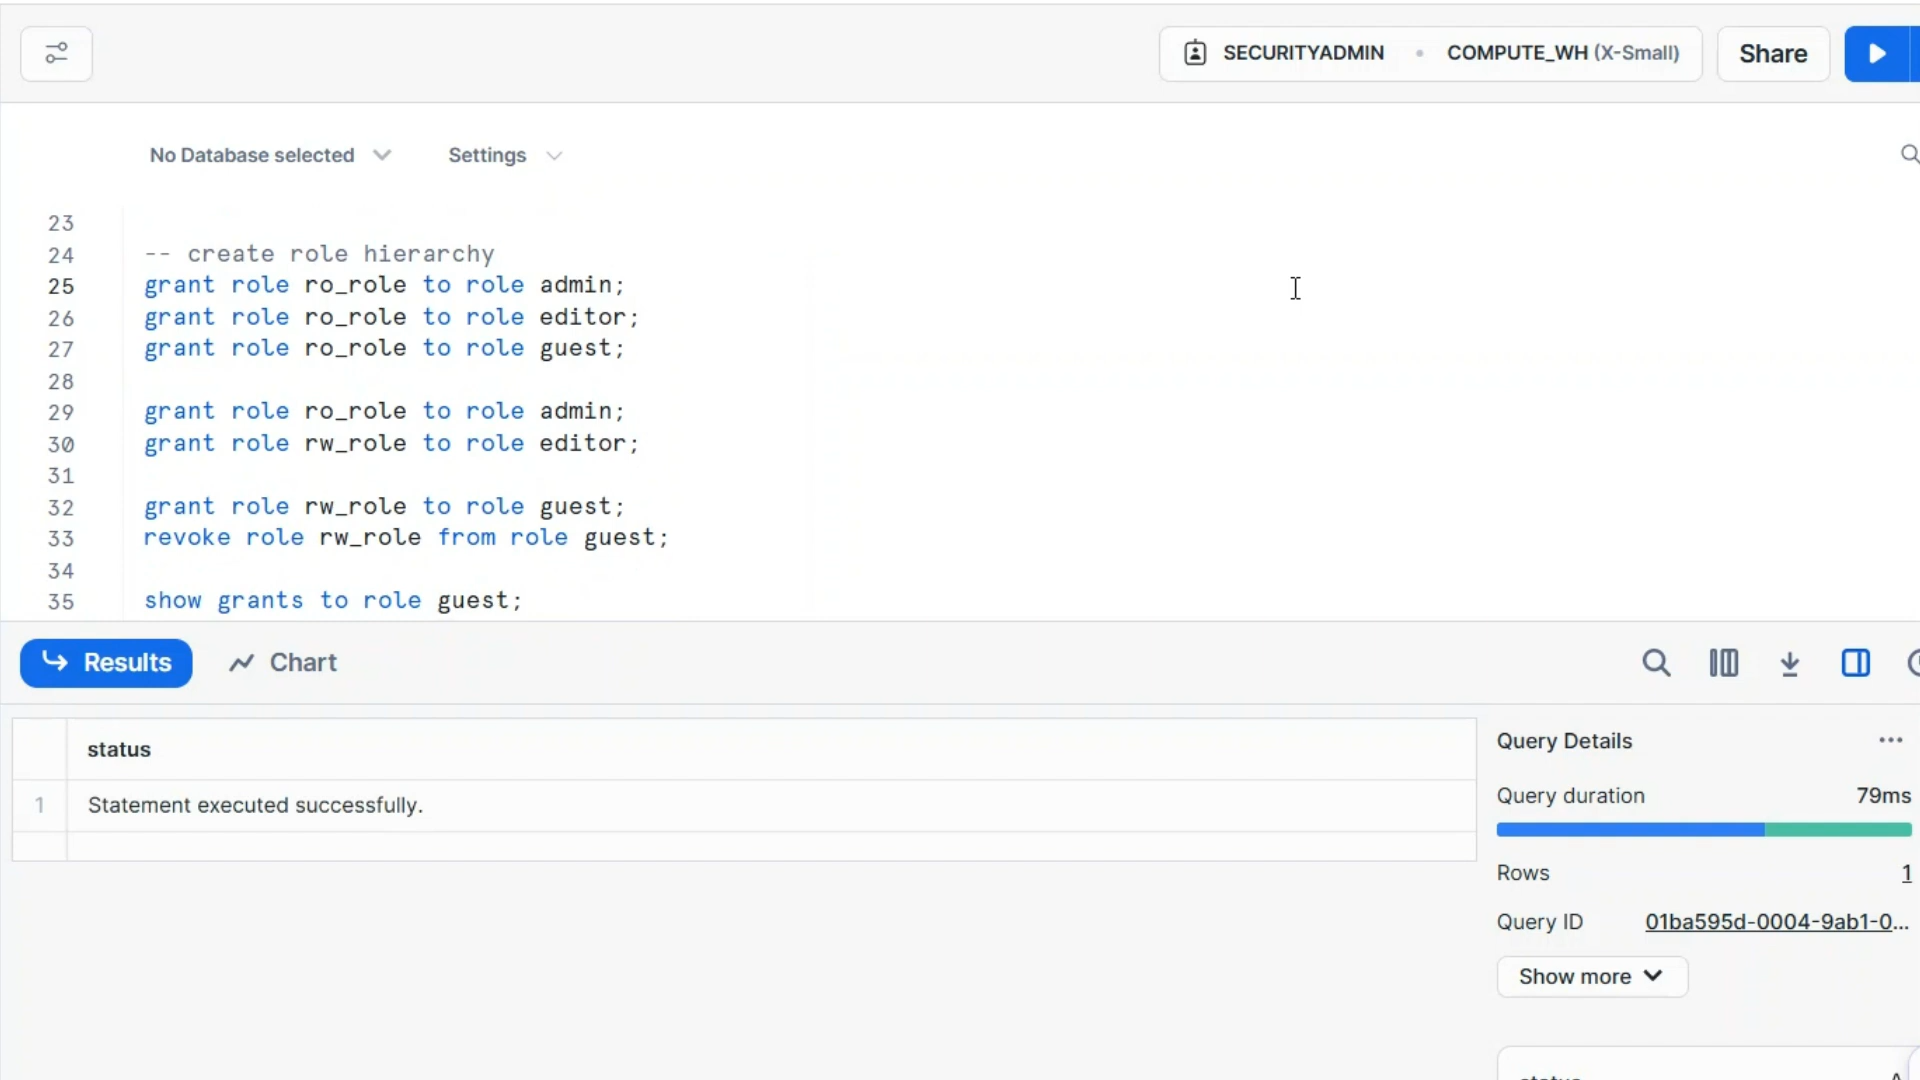 SECURITYADMIN • COMPUTE_WH (X-Small)
Share
No Database selected
Settings
23
24 -- create role hierarchy
25 grant role ro_role to role admin;
26 grant role ro_role to role editor;
27 grant role ro_role to role guest;
28
29 grant role ro_role to role admin;
30 grant role rw_role to role editor;
31
32 grant role rw_role to role guest;
33 revoke role rw_role from role guest;
34
35 show grants to role guest;
Results
Chart
status
1 Statement executed successfully.
Query Details
...
Query duration 79ms
Rows 1
Query ID 01ba595d-0004-9ab1-0...
Show more